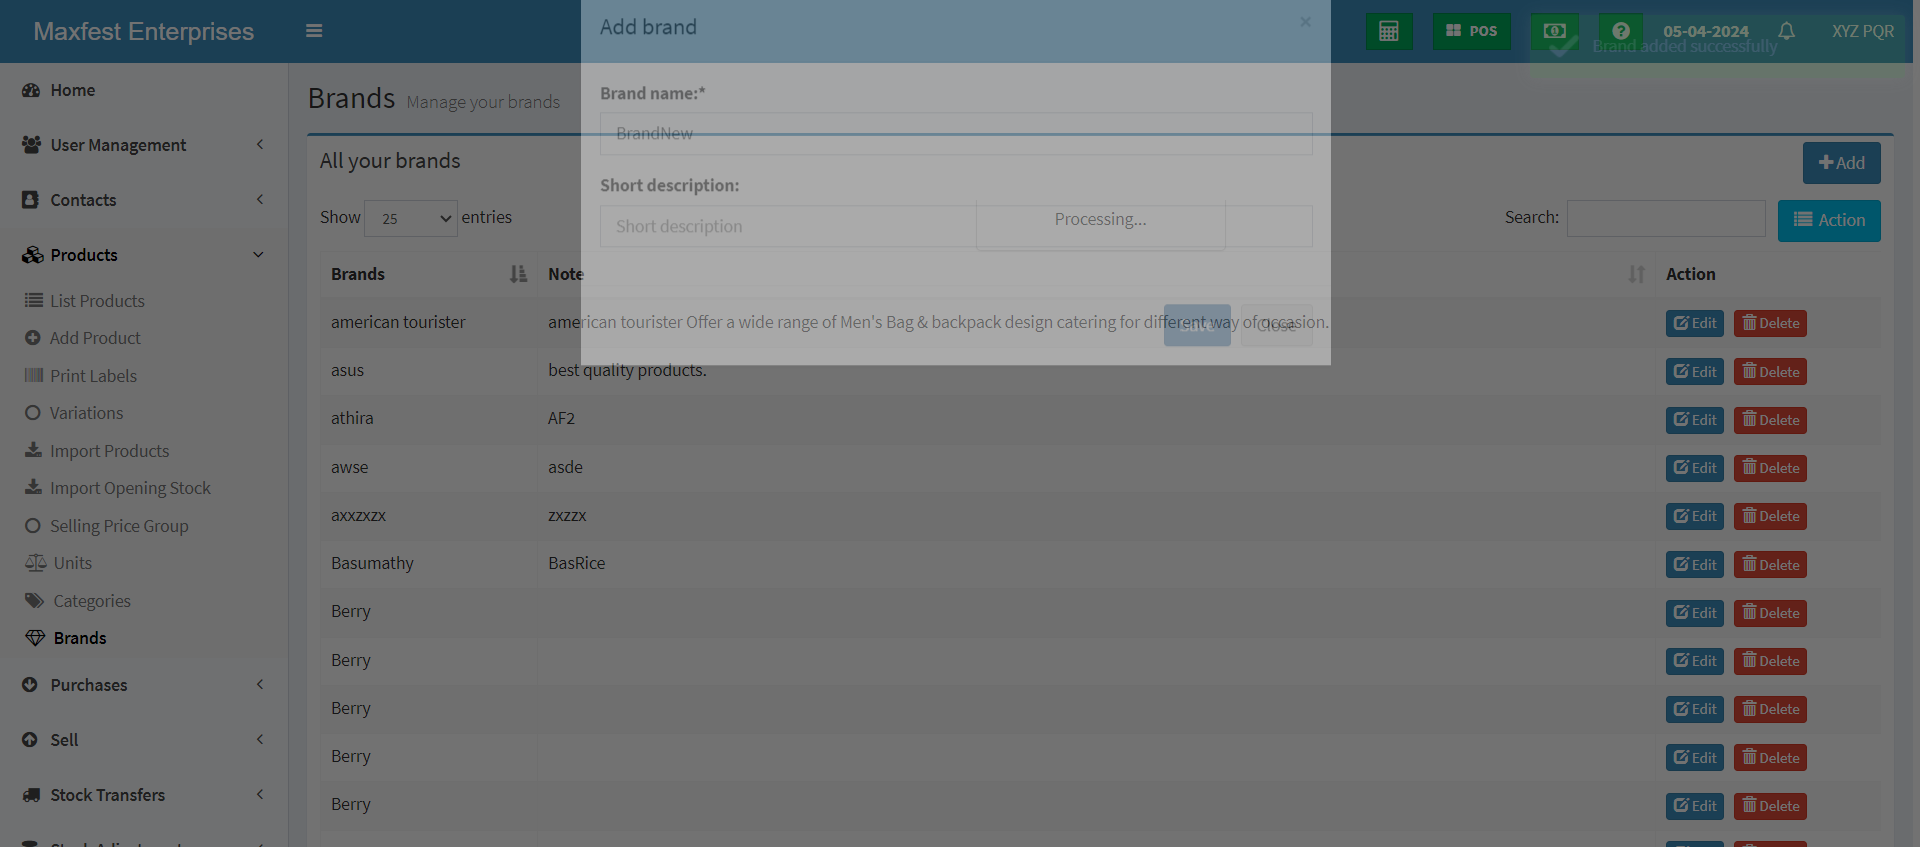 Maxfest Enterprises
Add brand
×
POS
05-04-2024
XYZ PQR
Brand added successfully
Home
User Management
Contacts
Products
List Products
Add Product
Print Labels
Variations
Import Products
Import Opening Stock
Selling Price Group
Units
Categories
Brands
Purchases
Sell
Stock Transfers
Brands Manage your brands
Brand name:*
BrandNew
Short description:
Short description
Processing...
Save
Close
All your brands
Add
Show 25 entries
Search:
Action
Brands Note Action
american tourister american tourister Offer a wide range of Men's Bag & backpack design catering for different way of occasion. Edit Delete
asus best quality products. Edit Delete
athira AF2 Edit Delete
awse asde Edit Delete
axxzxzx zxzzx Edit Delete
Basumathy BasRice Edit Delete
Berry Edit Delete
Berry Edit Delete
Berry Edit Delete
Berry Edit Delete
Berry Edit Delete